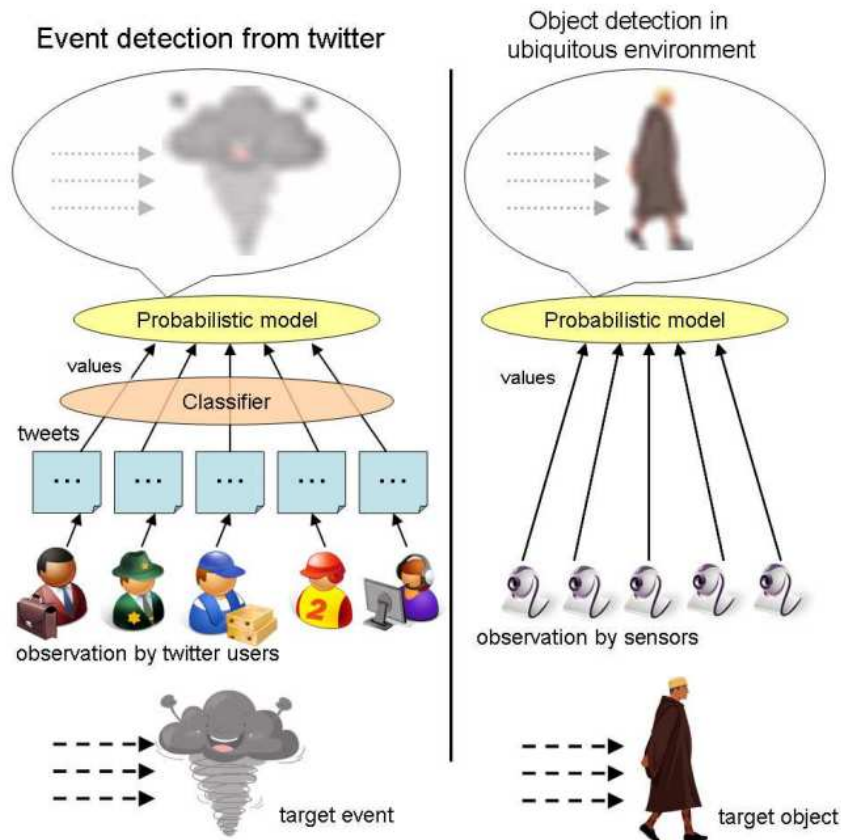 Event detection from twitter
Probabilistic model
values
Classifier
tweets
... ... ... ... ...
2
observation by twitter users
target event
Object detection in
ubiquitous environment
Probabilistic model
values
observation by sensors
target object